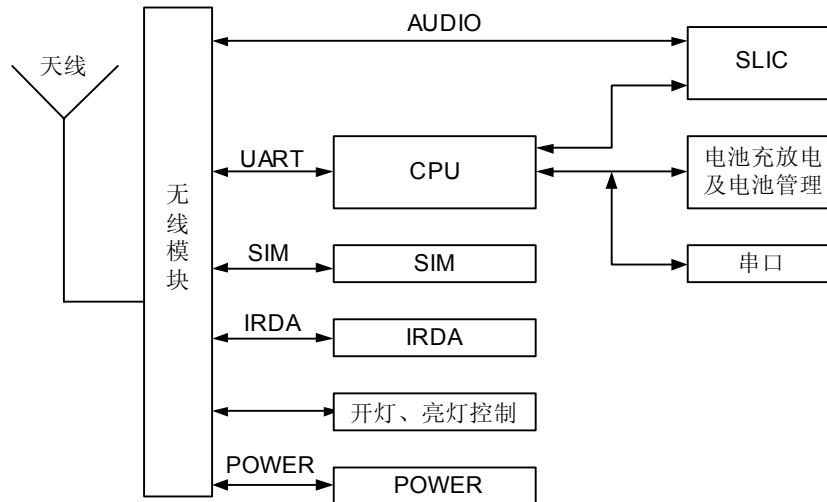 AUDIO
天线
SLIC
UART
CPU
电池充放电
及电池管理
无
线
模
块
SIM
SIM
串口
IRDA
IRDA
开灯、亮灯控制
POWER
POWER